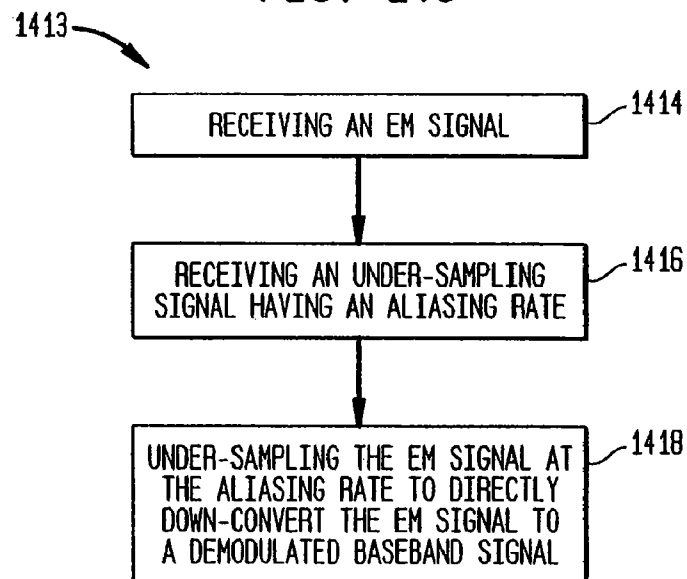 1413
RECEIVING AN EM SIGNAL
1414
RECEIVING AN UNDER-SAMPLING
SIGNAL HAVING AN ALIASING RATE
1416
UNDER-SAMPLING THE EM SIGNAL AT
THE ALIASING RATE TO DIRECTLY
DOWN-CONVERT THE EM SIGNAL TO
A DEMODULATED BASEBAND SIGNAL
1418